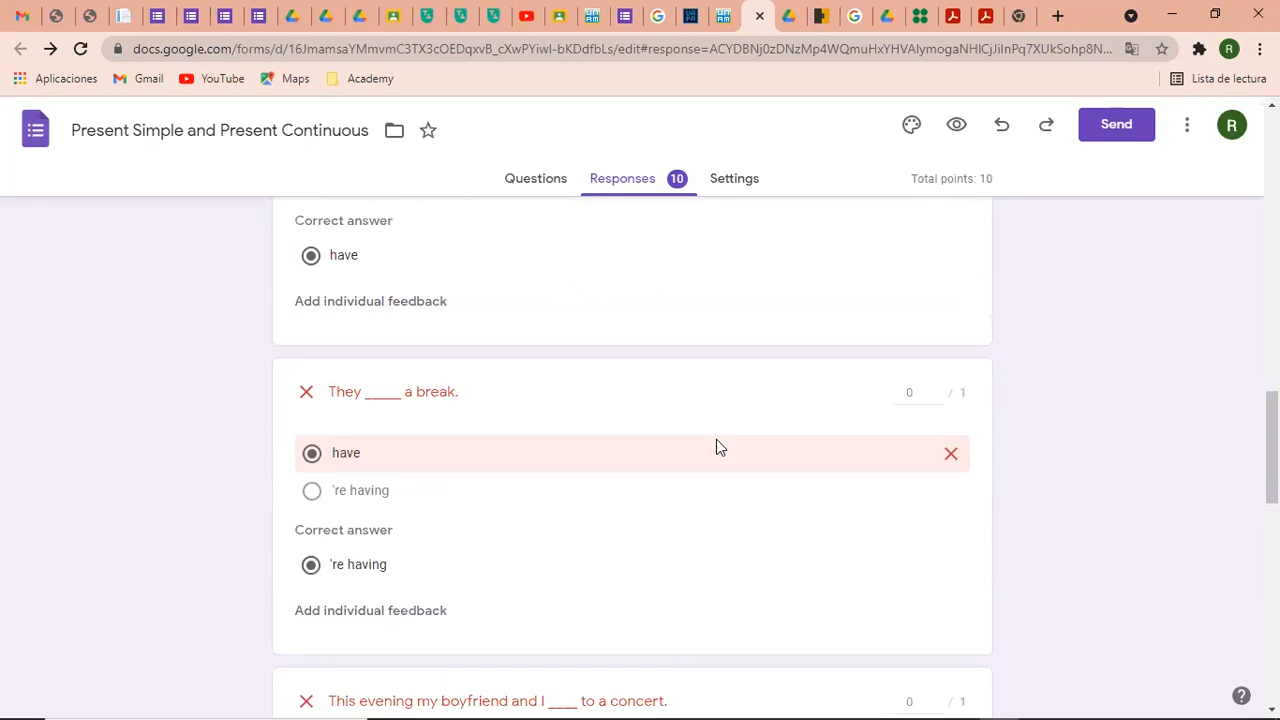 docs.google.com/forms/d/16JmamsaYMmvmC3TX3cOEDqxvB_cXwPYiwI-bKDdfbLs/edit#response=ACYDBNj0zDNzMp4WQmuHxYHVAlymogaNHlCjJilnPq7XUkSohp8N...
Aplicaciones
Gmail
YouTube
Maps
Academy
Lista de lectura
Present Simple and Present Continuous
Send
R
Questions
Responses 10
Settings
Total points: 10
Correct answer
have
Add individual feedback
They _____ a break.
0 / 1
have
're having
Correct answer
're having
Add individual feedback
This evening my boyfriend and I ____ to a concert.
0 / 1